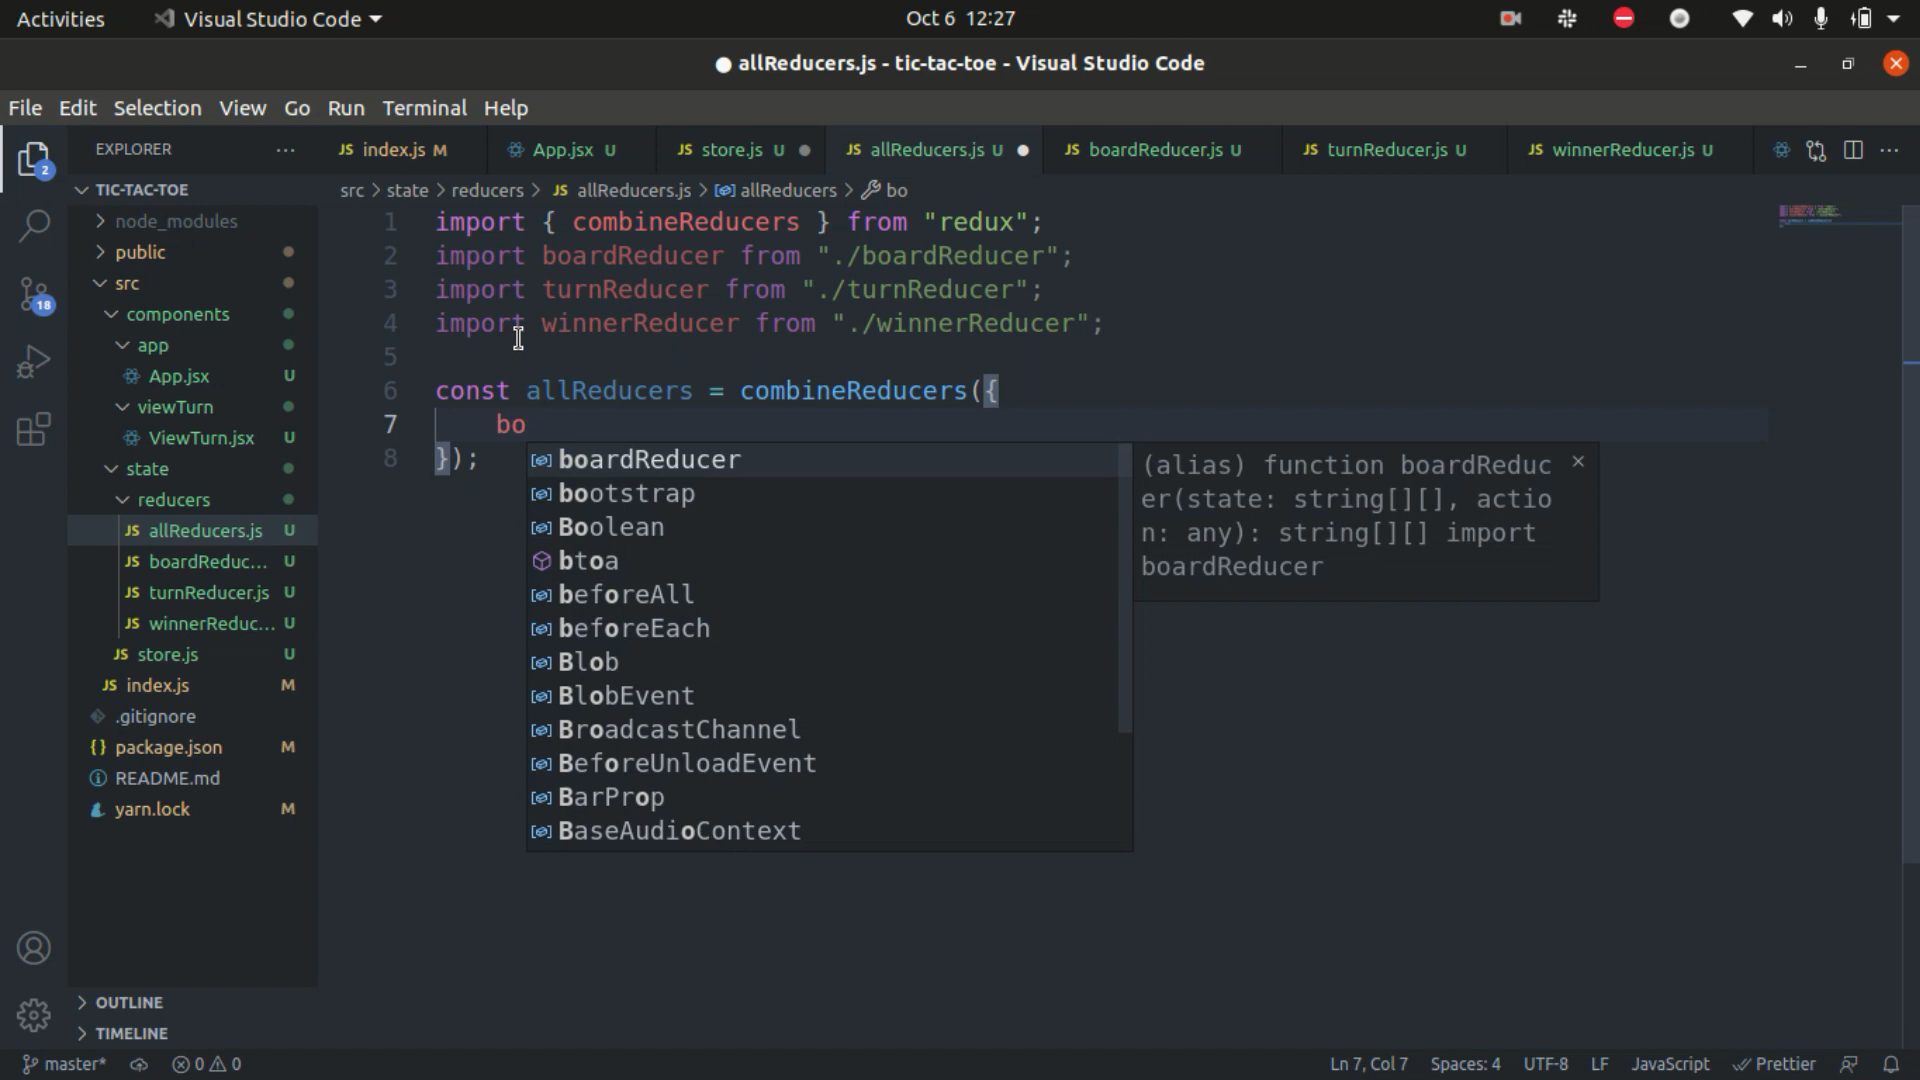 Activities
Visual Studio Code
Oct 6 12:27
allReducers.js - tic-tac-toe - Visual Studio Code
File Edit Selection View Go Run Terminal Help
EXPLORER
JS index.js M
App.jsx U
JS store.js U
JS allReducers.js U
JS boardReducer.js U
JS turnReducer.js U
JS winnerReducer.js U
src > state > reducers > JS allReducers.js > allReducers > bo
TIC-TAC-TOE
node_modules
public
src
components
app
App.jsx U
viewTurn
ViewTurn.jsx U
state
reducers
JS allReducers.js U
JS boardReduc... U
JS turnReducer.js U
JS winnerReduc... U
JS store.js U
JS index.js M
.gitignore
{} package.json M
README.md
yarn.lock M
OUTLINE
TIMELINE
2
18
1 import { combineReducers } from "redux";
2 import boardReducer from "./boardReducer";
3 import turnReducer from "./turnReducer";
4 import winnerReducer from "./winnerReducer";
5
6 const allReducers = combineReducers({
7 bo
8 });
boardReducer
bootstrap
Boolean
btoa
beforeAll
beforeEach
Blob
BlobEvent
BroadcastChannel
BeforeUnloadEvent
BarProp
BaseAudioContext
(alias) function boardReduc
er(state: string[][], actio
n: any): string[][] import
boardReducer
master* 0 0 Ln 7, Col 7 Spaces: 4 UTF-8 LF JavaScript Prettier